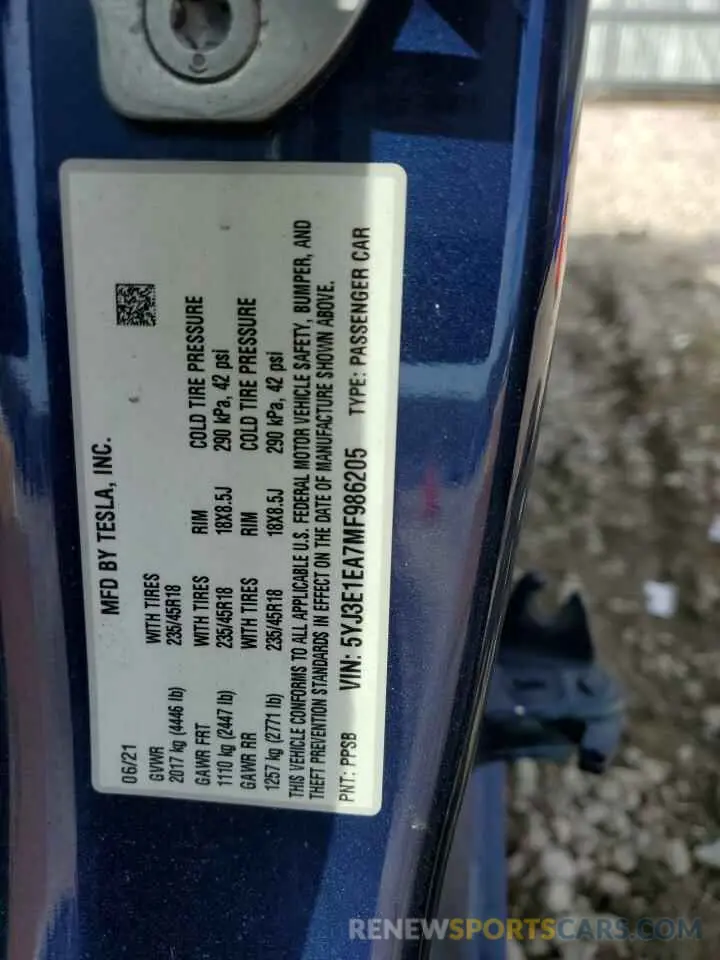 MFD BY TESLA, INC.
06/21
GVWR WITH TIRES RIM COLD TIRE PRESSURE
2017 kg (4446 lb) 235/45R18
GAWR FRT WITH TIRES RIM COLD TIRE PRESSURE
1110 kg (2447 lb) 235/45R18 18X8.5J 290 kPa, 42 psi
GAWR RR WITH TIRES RIM COLD TIRE PRESSURE
1257 kg (2771 lb) 235/45R18 18X8.5J 290 kPa, 42 psi
THIS VEHICLE CONFORMS TO ALL APPLICABLE U.S. FEDERAL MOTOR VEHICLE SAFETY, BUMPER, AND
THEFT PREVENTION STANDARDS IN EFFECT ON THE DATE OF MANUFACTURE SHOWN ABOVE.
PNT: PPSB VIN: 5YJ3E1EA7MF986205 TYPE: PASSENGER CAR
RENEWSPORTSCARS.COM